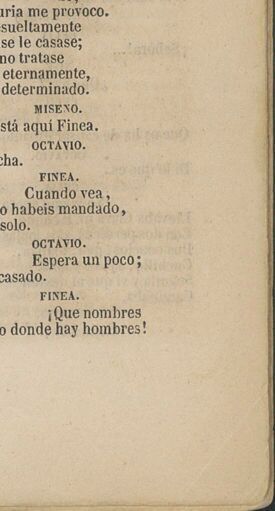 uria me provoco.
sueltamente
se le casase;
no tratase
eternamente,
determinado.
MISENO.
stá aquí Finea.
OCTAVIO.
cha.
FINEA.
Cuando vea,
o habeis mandado,
solo.
OCTAVIO.
Espera un poco;
casado.
FINEA.
¡Que nombres
o donde hay hombres!